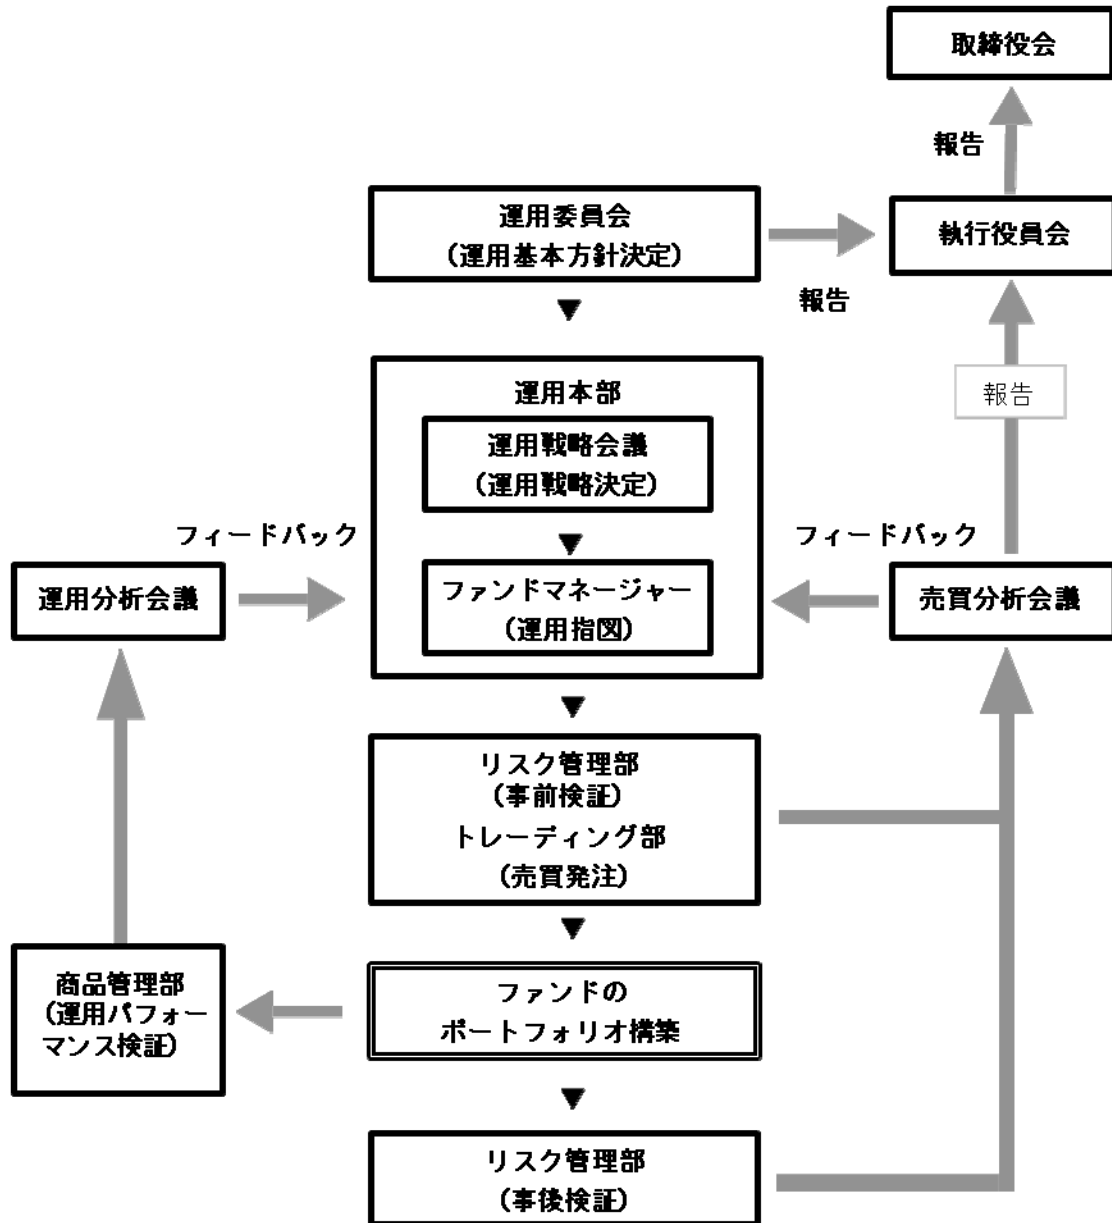 取締役会
報告
運用委員会
(運用基本方針決定)
執行役員会
報告
運用本部
報告
運用戦略会議
(運用戦略決定)
フィードバック
フィードバック
運用分析会議
ファンドマネージャー
(運用指図)
売買分析会議
リスク管理部
(事前検証)
トレーディング部
(売買発注)
商品管理部
(運用パフォー
マンス検証)
ファンドの
ポートフォリオ構築
リスク管理部
(事後検証)